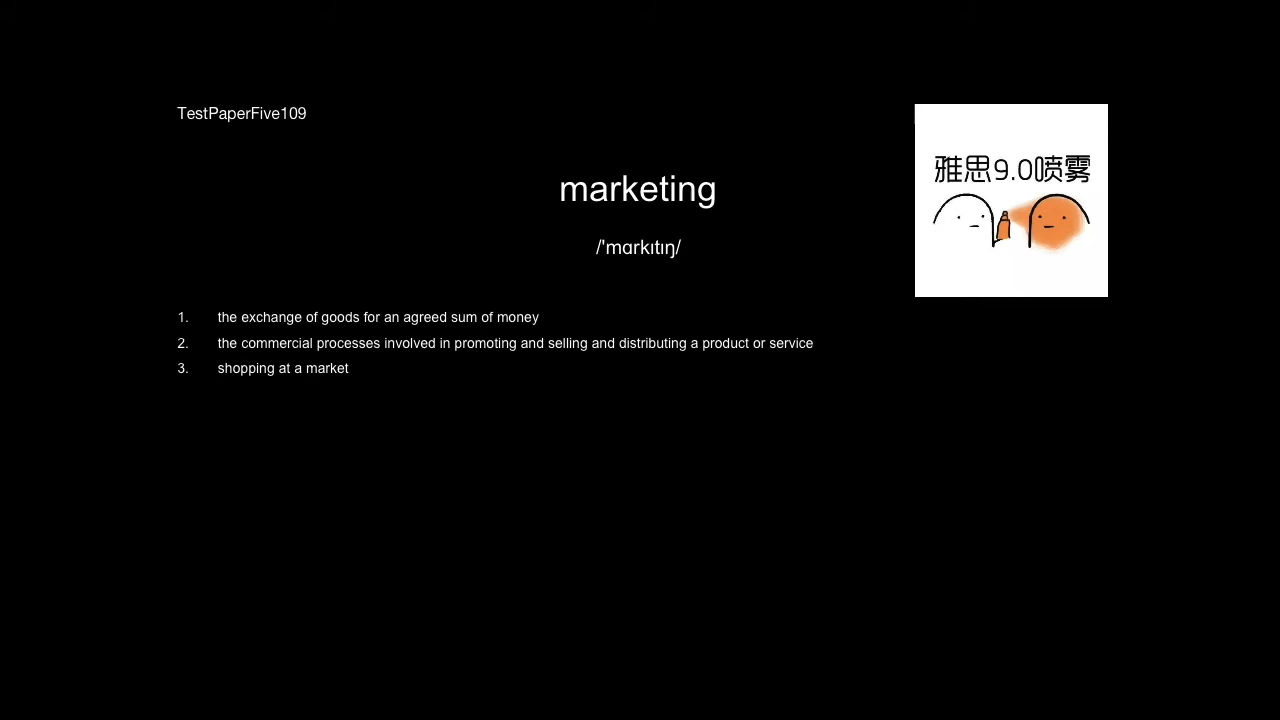 TestPaperFive109
雅思9.0喷雾
marketing
/'mɑrkɪtɪŋ/
1. the exchange of goods for an agreed sum of money
2. the commercial processes involved in promoting and selling and distributing a product or service
3. shopping at a market